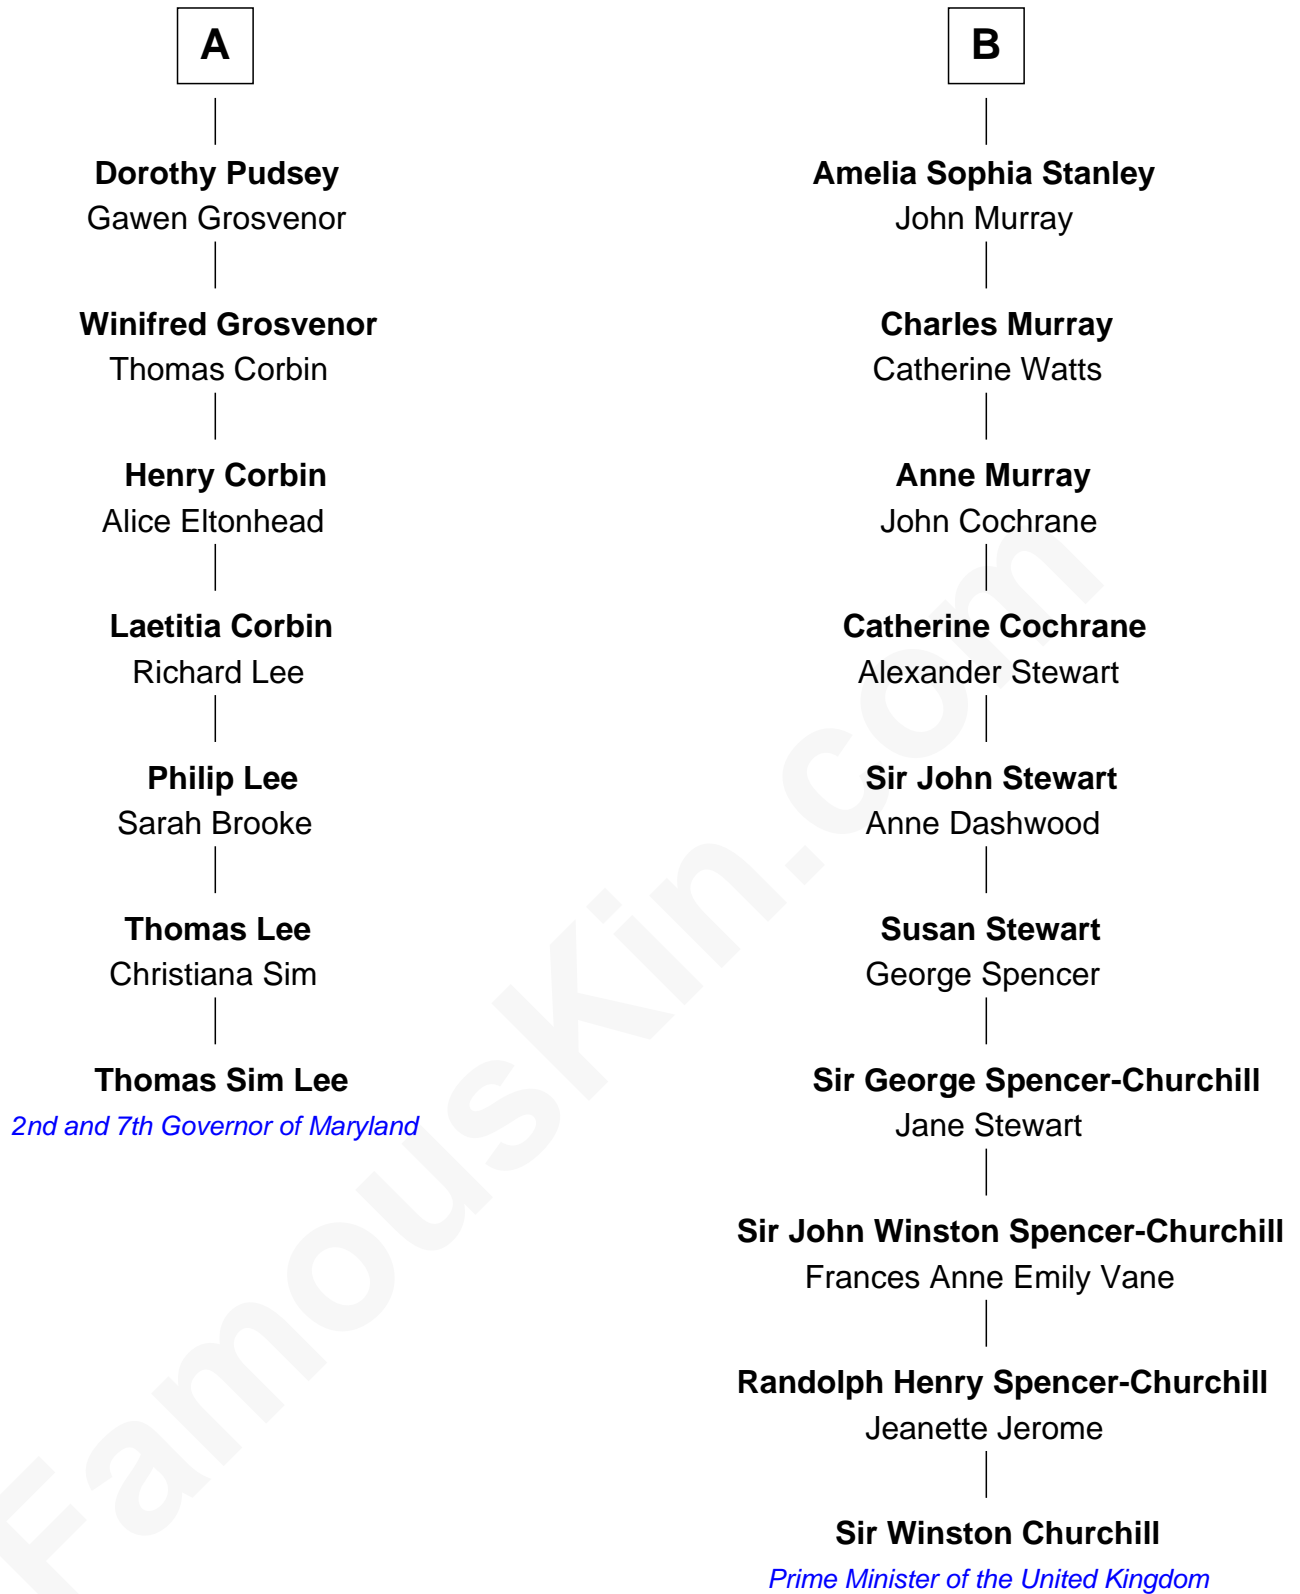 A
Dorothy Pudsey
Gawen Grosvenor
Winifred Grosvenor
Thomas Corbin
Henry Corbin
Alice Eltonhead
Laetitia Corbin
Richard Lee
Philip Lee
Sarah Brooke
Thomas Lee
Christiana Sim
Thomas Sim Lee
2nd and 7th Governor of Maryland
B
Amelia Sophia Stanley
John Murray
Charles Murray
Catherine Watts
Anne Murray
John Cochrane
Catherine Cochrane
Alexander Stewart
Sir John Stewart
Anne Dashwood
Susan Stewart
George Spencer
Sir George Spencer-Churchill
Jane Stewart
Sir John Winston Spencer-Churchill
Frances Anne Emily Vane
Randolph Henry Spencer-Churchill
Jeanette Jerome
Sir Winston Churchill
Prime Minister of the United Kingdom
FamousKin.com